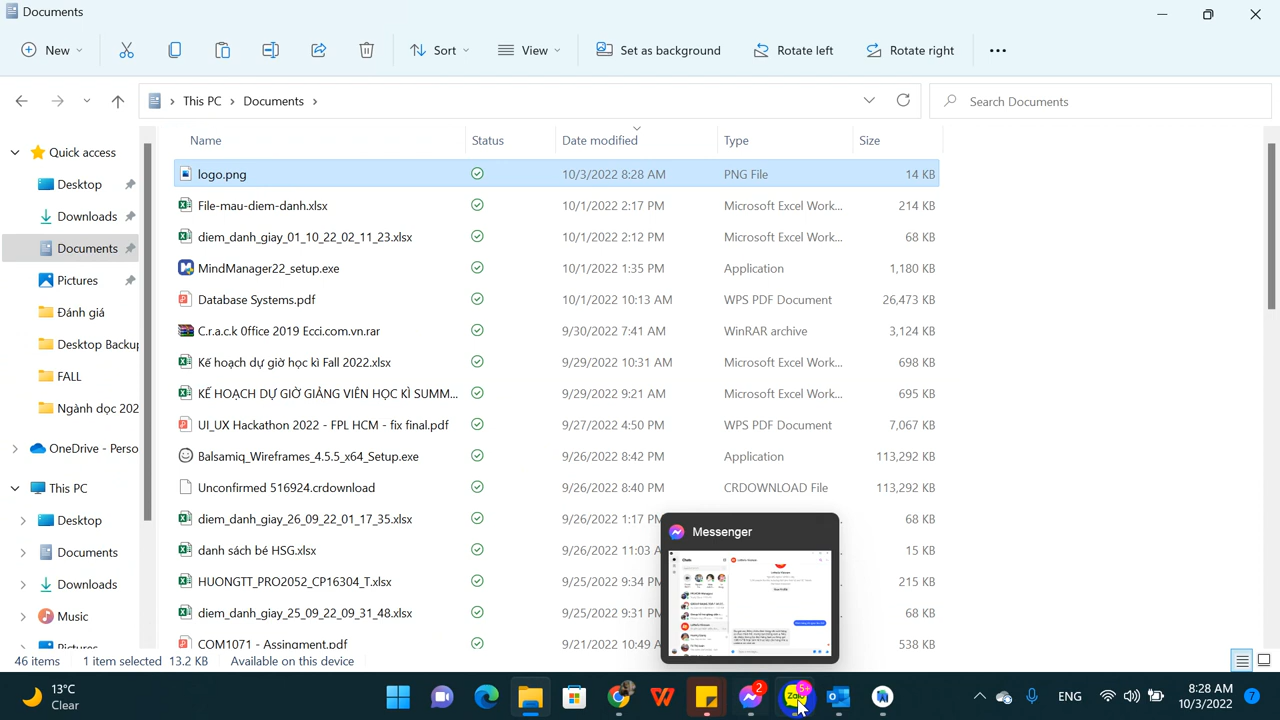 Documents
New
Sort
View
Set as background
Rotate left
Rotate right
This PC
Documents
Search Documents
Name
Status
Date modified
Type
Size
Quick access
Desktop
Downloads
Documents
Pictures
Đánh giá
Desktop Backup
FALL
Ngành dọc 202
OneDrive - Perso
This PC
Desktop
Documents
Downloads
Music
Pictures
logo.png 10/3/2022 8:28 AM PNG File 14 KB
File-mau-diem-danh.xlsx 10/1/2022 2:17 PM Microsoft Excel Work... 214 KB
diem_danh_giay_01_10_22_02_11_23.xlsx 10/1/2022 2:12 PM Microsoft Excel Work... 68 KB
MindManager22_setup.exe 10/1/2022 1:35 PM Application 1,180 KB
Database Systems.pdf 10/1/2022 10:13 AM WPS PDF Document 26,473 KB
C.r.a.c.k 0ffice 2019 Ecci.com.vn.rar 9/30/2022 7:41 AM WinRAR archive 3,124 KB
Kế hoạch dự giờ học kì Fall 2022.xlsx 9/29/2022 10:31 AM Microsoft Excel Work... 698 KB
KẾ HOẠCH DỰ GIỜ GIẢNG VIÊN HỌC KÌ SUMM... 9/29/2022 9:21 AM Microsoft Excel Work... 695 KB
UI_UX Hackathon 2022 - FPL HCM - fix final.pdf 9/27/2022 4:50 PM WPS PDF Document 7,067 KB
Balsamiq_Wireframes_4.5.5_x64_Setup.exe 9/26/2022 8:42 PM Application 113,292 KB
Unconfirmed 516924.crdownload 9/26/2022 8:40 PM CRDOWNLOAD File 113,292 KB
diem_danh_giay_26_09_22_01_17_35.xlsx 9/26/2022 1:17 PM 68 KB
danh sách bé HSG.xlsx 9/26/2022 11:03 15 KB
HUONGTT_PRO2052_CP16304_T.xlsx 9/25/2022 9:34 PM 215 KB
diem_danh_giay_25_09_22_09_31_48.xlsx 9/25/2022 9:31 PM 68 KB
9/21/2022 10:49 538 KB
Messenger
Chats
46 items 1 item selected 13.2 KB Available on this device
13°C
Clear
2
Zalo
5+
ENG
8:28 AM
10/3/2022
7